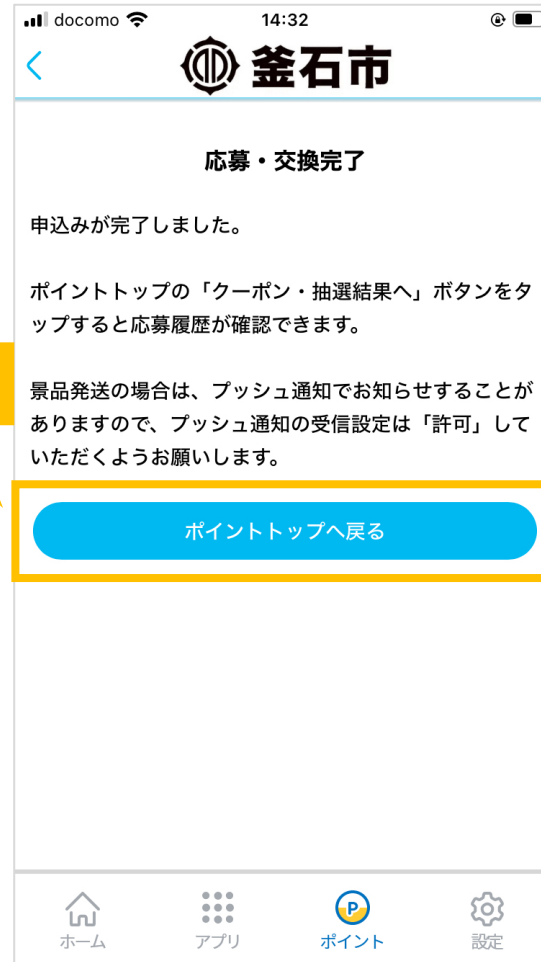 docomo 14:32
釜石市
応募・交換完了
申込みが完了しました。
ポイントトップの「クーポン・抽選結果へ」ボタンをタ
ップすると応募履歴が確認できます。
景品発送の場合は、プッシュ通知でお知らせすることが
ありますので、プッシュ通知の受信設定は「許可」して
いただくようお願いします。
ポイントトップへ戻る
P
ホーム アプリ ポイント 設定